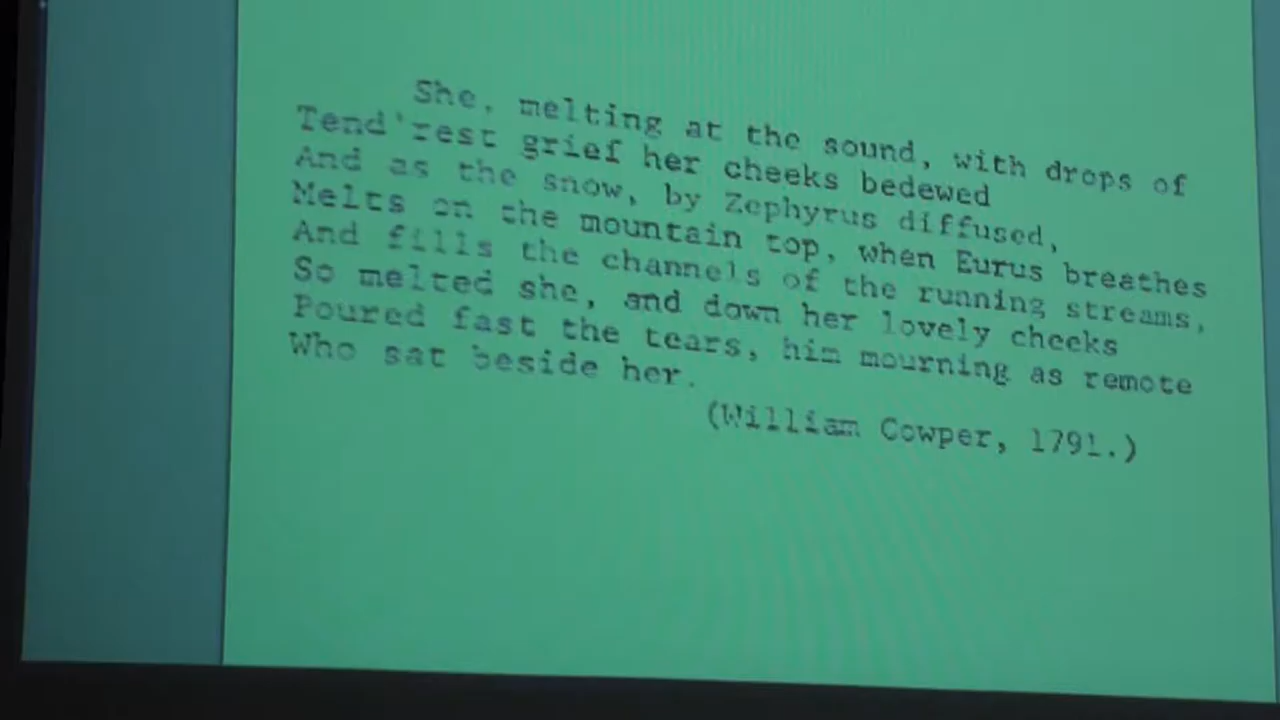 She, melting at the sound, with drops of
Tend'rest grief her cheeks bedewed
And as the snow, by Zephyrus diffused,
Melts on the mountain top, when Eurus breathes
And fills the channels of the running streams,
So melted she, and down her lovely cheeks
Poured fast the tears, him mourning as remote
Who sat beside her.
(William Cowper, 1791.)